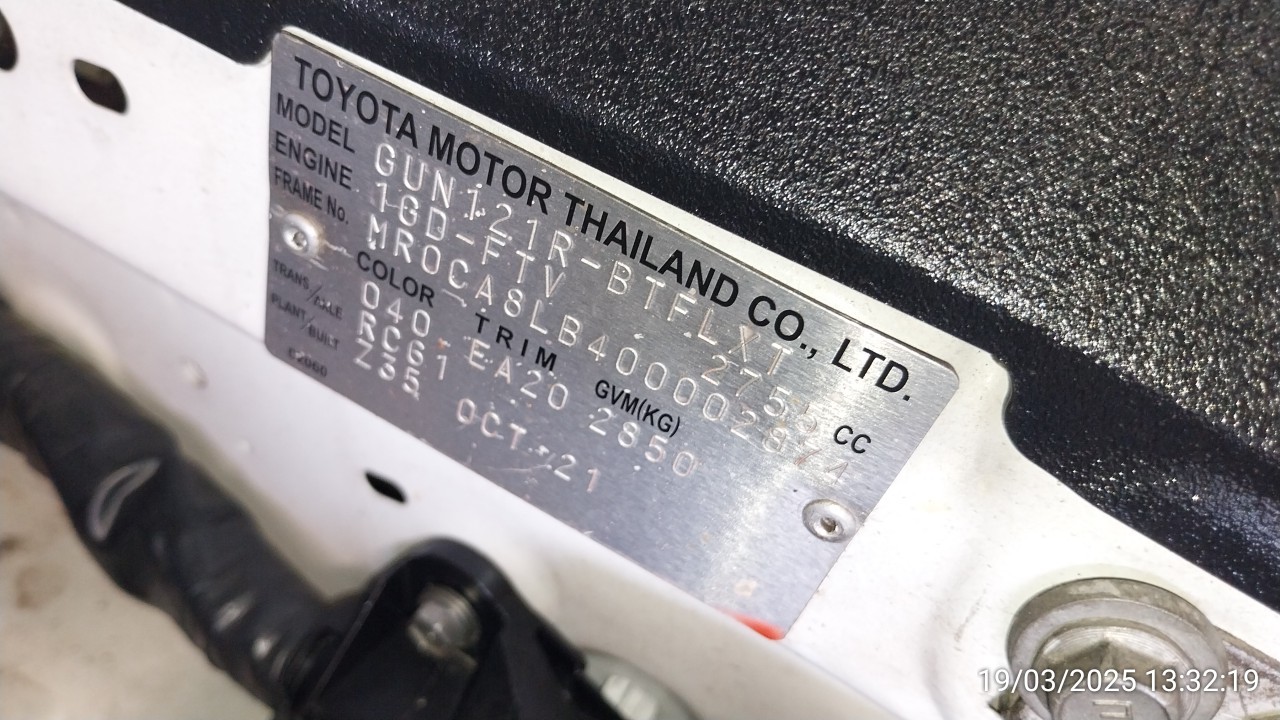 TOYOTA MOTOR THAILAND CO., LTD.
MODEL GUN121R-BTFLXT
ENGINE 1GD-FTV 2755 CC
FRAME No. MR0CA8LB400002874
COLOR TRIM GVM(KG)
040 EA20 2850
TRANS/AXLE RC61
PLANT/BUILT OCT.21
C2000
19/03/2025 13:32:19